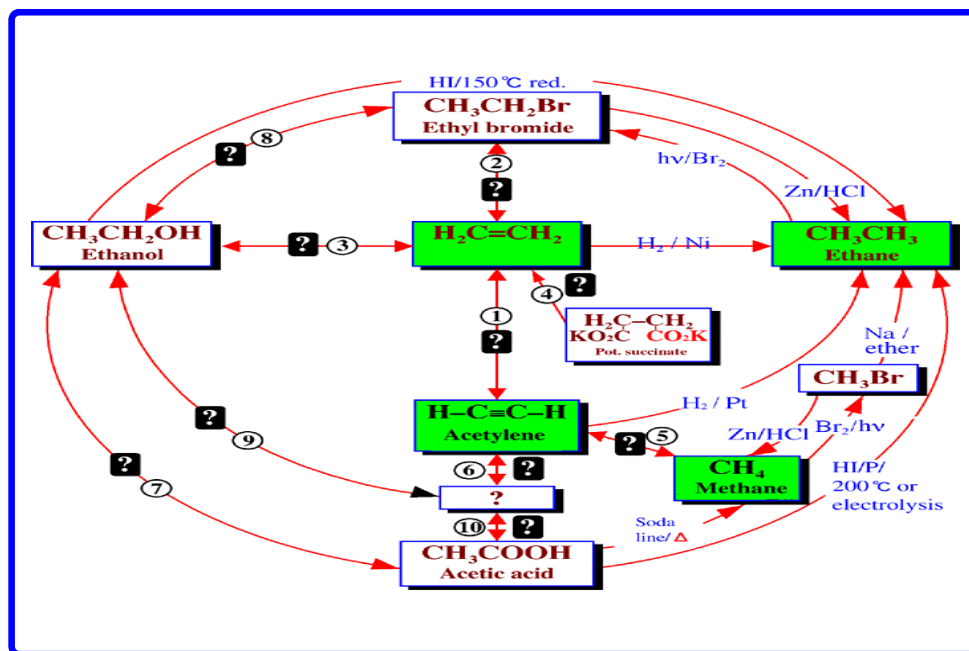 HI/150℃ red.
CH₃CH₂Br
Ethyl bromide
? ⑧
② ?
hν/Br₂
Zn/HCl
CH₃CH₂OH
Ethanol
? ③
H₂C=CH₂
H₂ / Ni
CH₃CH₃
Ethane
④ ?
① ?
H₂C–CH₂
KO₂C CO₂K
Pot. succinate
Na /
ether
CH₃Br
H₂ / Pt
H–C≡C–H
Acetylene
? ⑨
? ⑤
Zn/HCl
Br₂/hν
CH₄
Methane
⑥ ?
?
HI/P/
200℃ or
electrolysis
? ⑦
⑩ ?
Soda
line/ Δ
CH₃COOH
Acetic acid